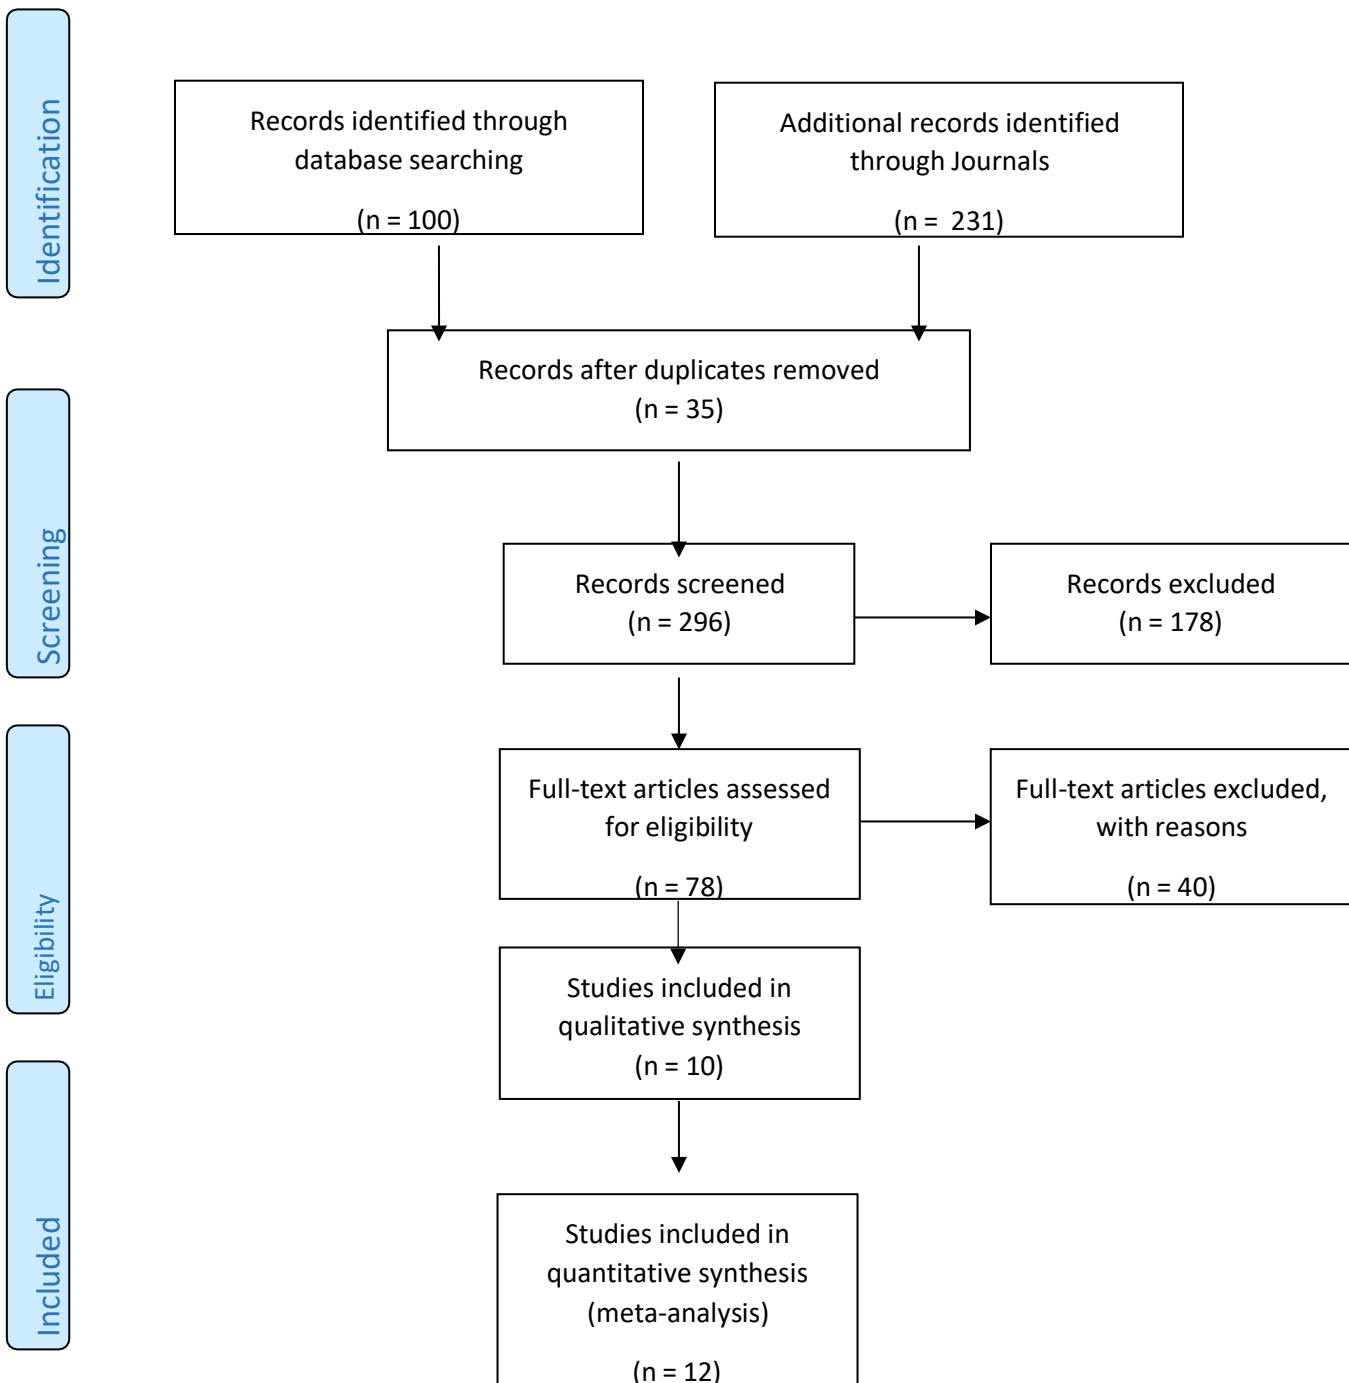 Identification
Records identified through
database searching
(n = 100)
Additional records identified
through Journals
(n =  231)
Records after duplicates removed
(n = 35)
Screening
Records screened
(n = 296)
Records excluded
(n = 178)
Eligibility
Full-text articles assessed
for eligibility
(n = 78)
Full-text articles excluded,
with reasons
(n = 40)
Studies included in
qualitative synthesis
(n = 10)
Included
Studies included in
quantitative synthesis
(meta-analysis)
(n = 12)